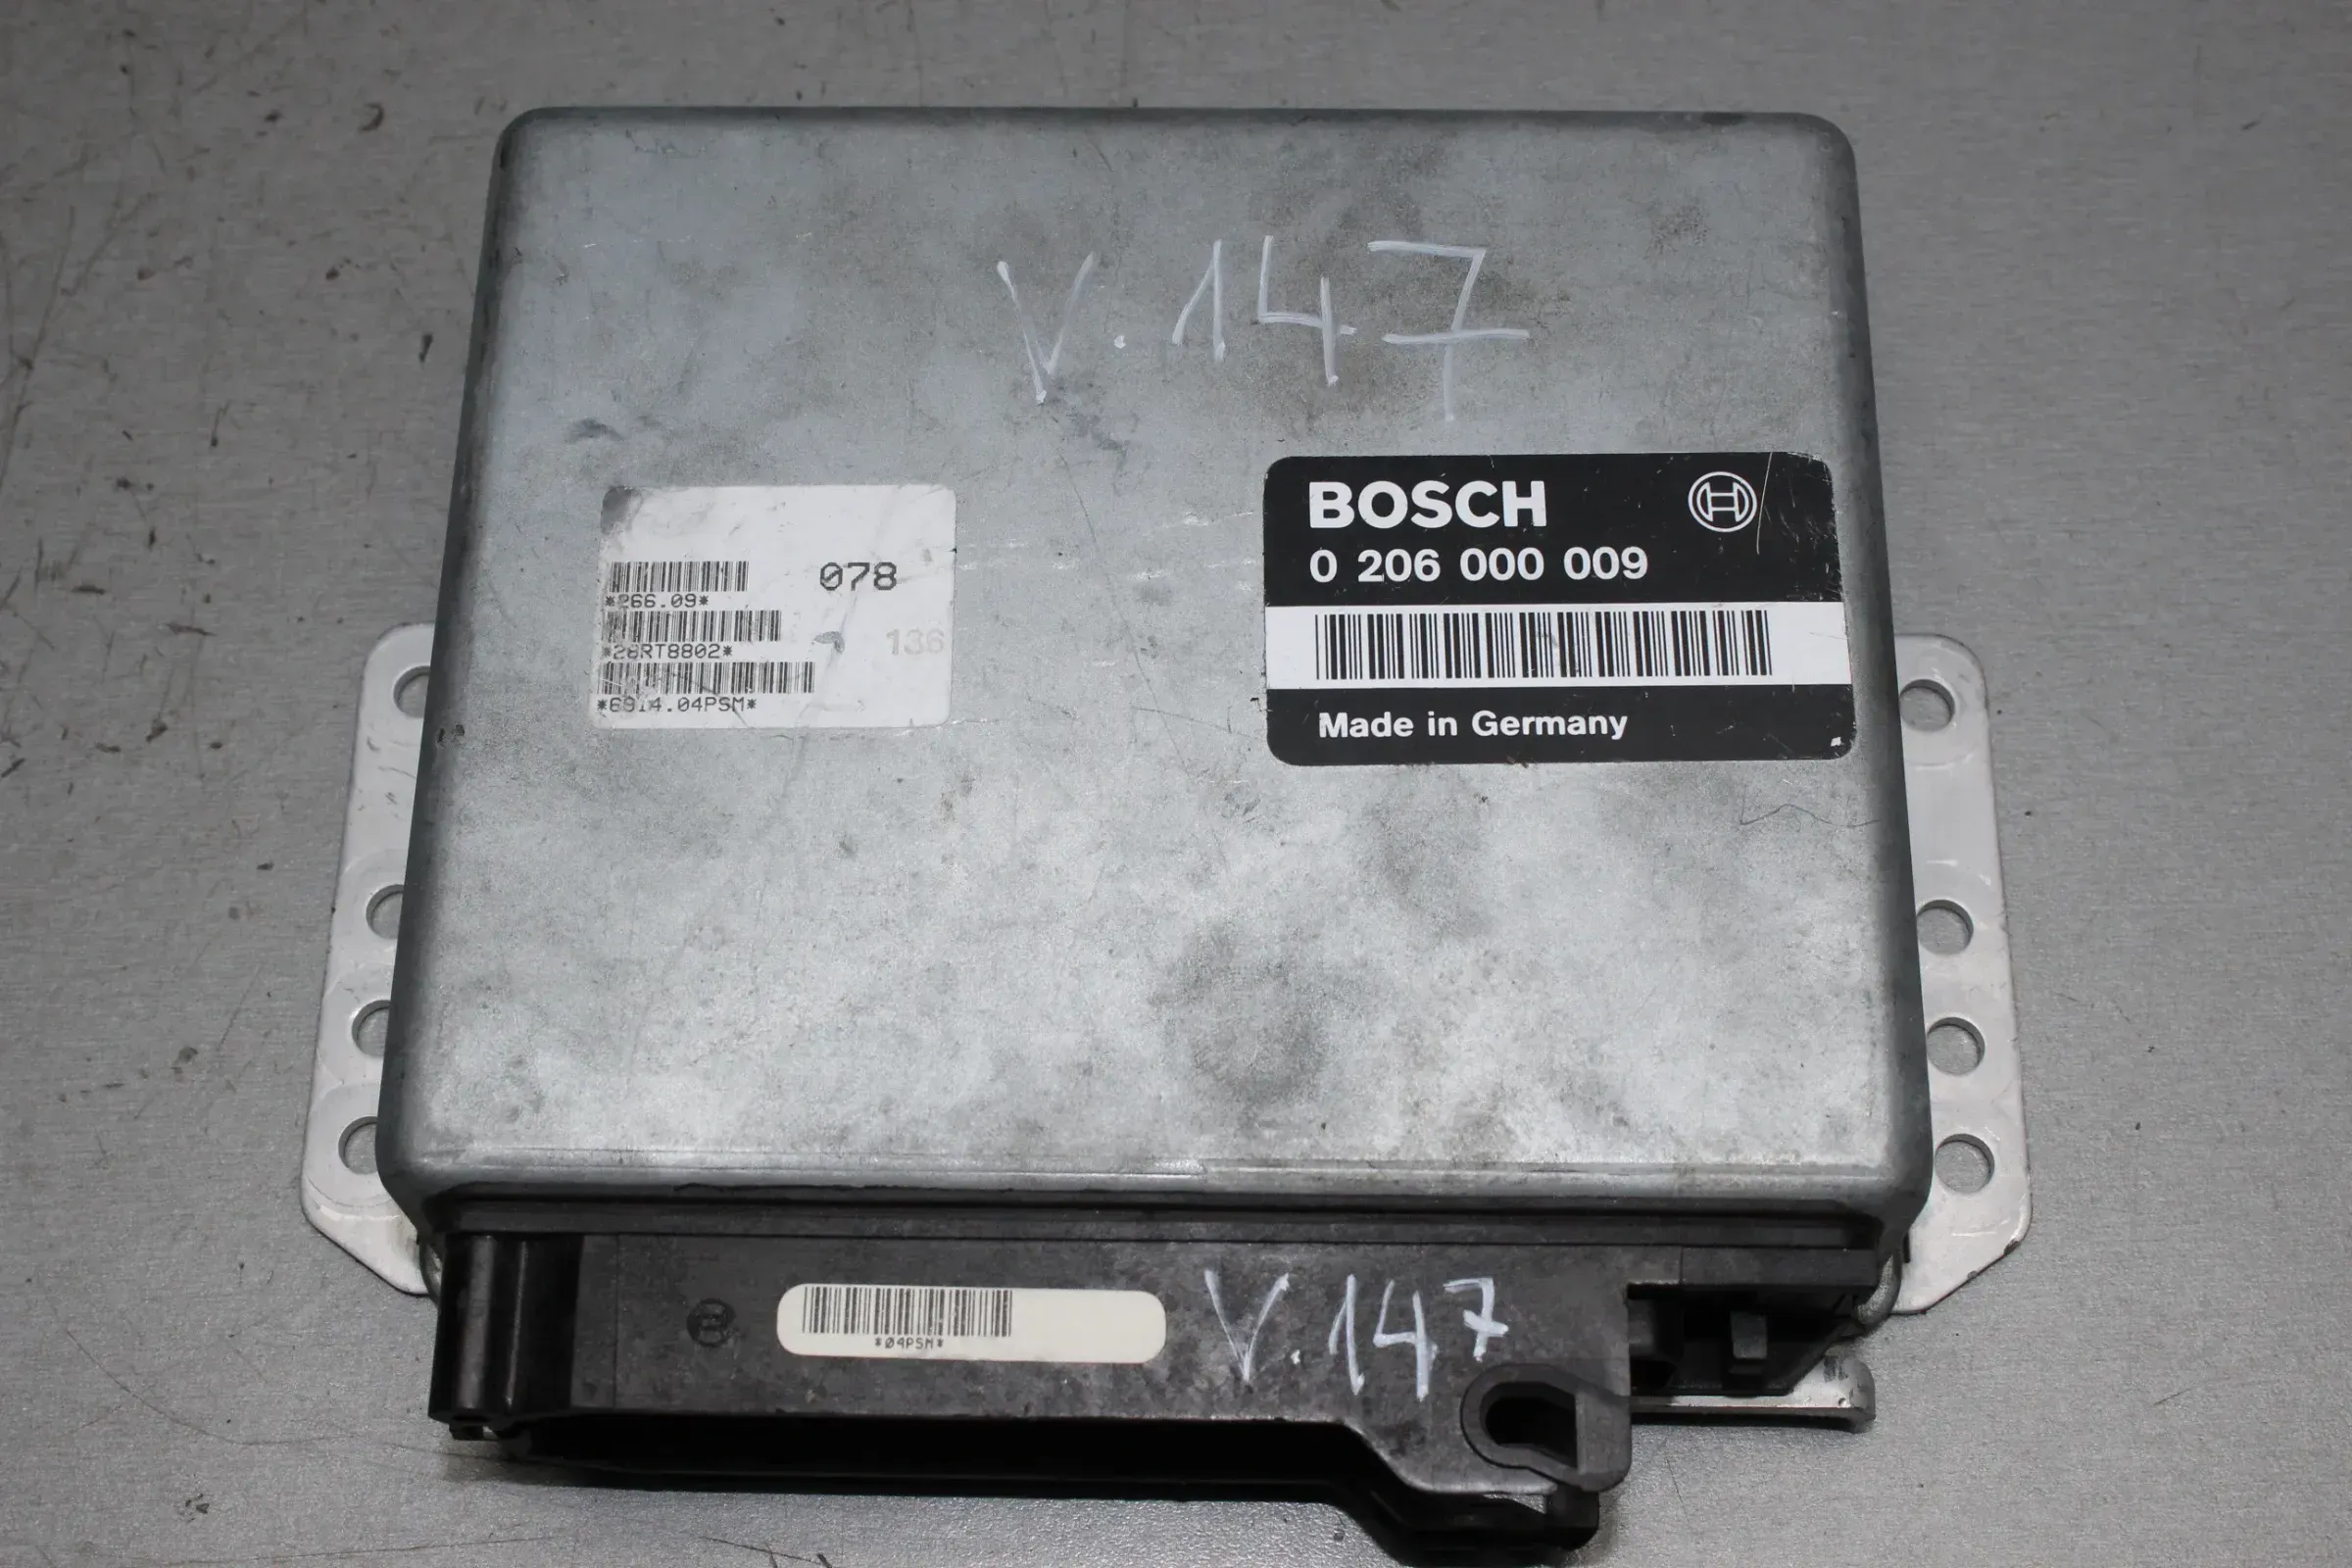 V.147
BOSCH
0 206 000 009
Made in Germany
078
*266.09*
136
*28RT8802*
*6914.04PSM*
*04PSM*
V.147